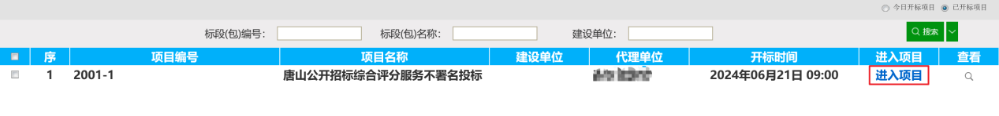 今日开标项目 已开标项目
标段(包)编号： 标段(包)名称： 建设单位： 搜索
序 项目编号 项目名称 建设单位 代理单位 开标时间 进入项目 查看
1 2001-1 唐山公开招标综合评分服务不署名投标 2024年06月21日 09:00 进入项目